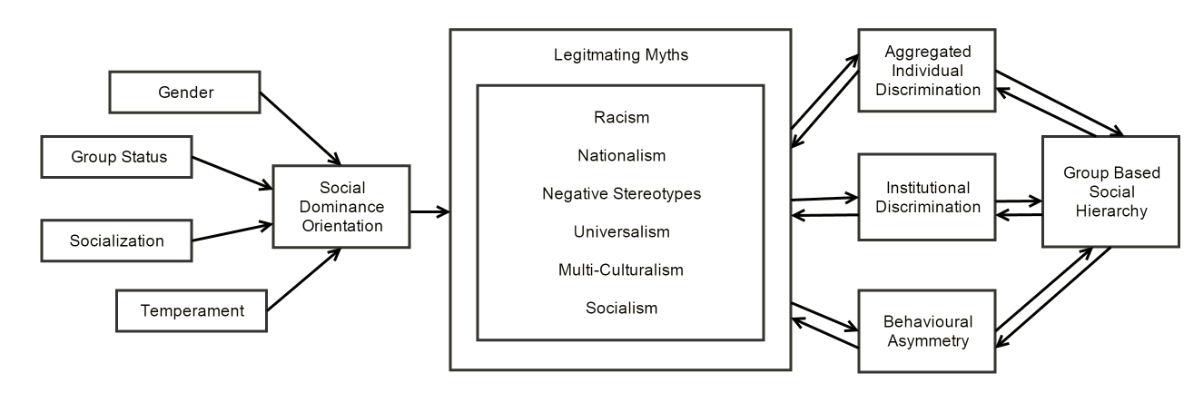 Gender
Group Status
Socialization
Temperament
Social
Dominance
Orientation
Legitmating Myths
Racism
Nationalism
Negative Stereotypes
Universalism
Multi-Culturalism
Socialism
Aggregated
Individual
Discrimination
Institutional
Discrimination
Behavioural
Asymmetry
Group Based
Social
Hierarchy